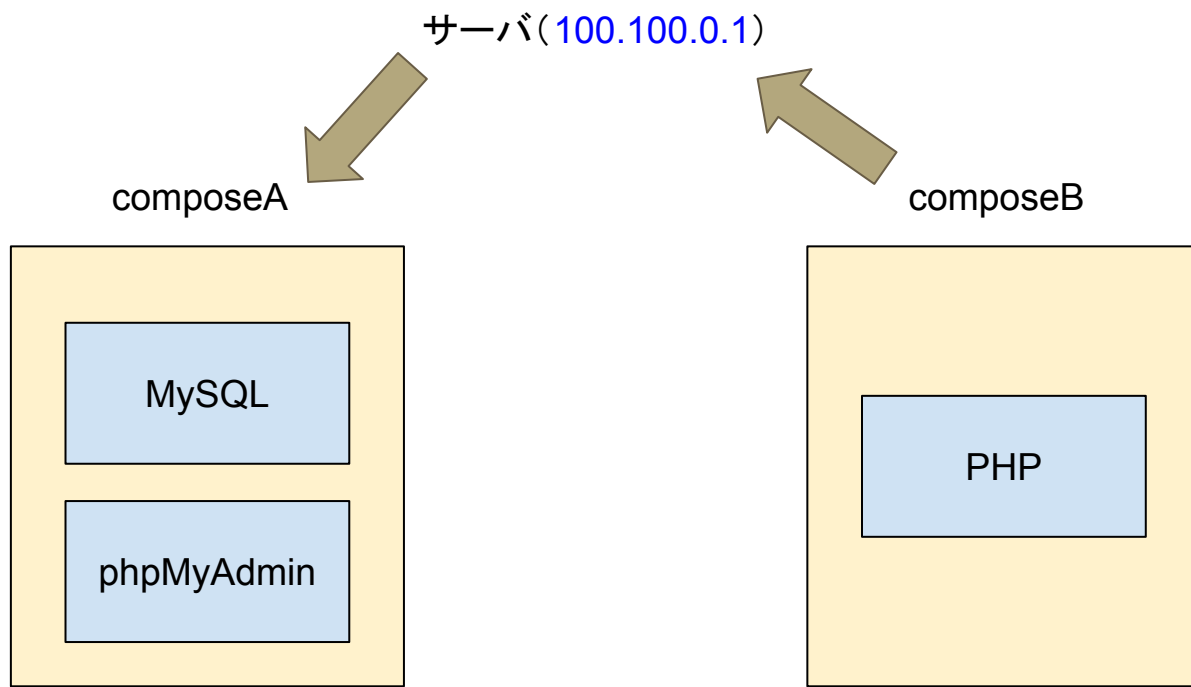 サーバ（100.100.0.1）
composeA
composeB
MySQL
PHP
phpMyAdmin